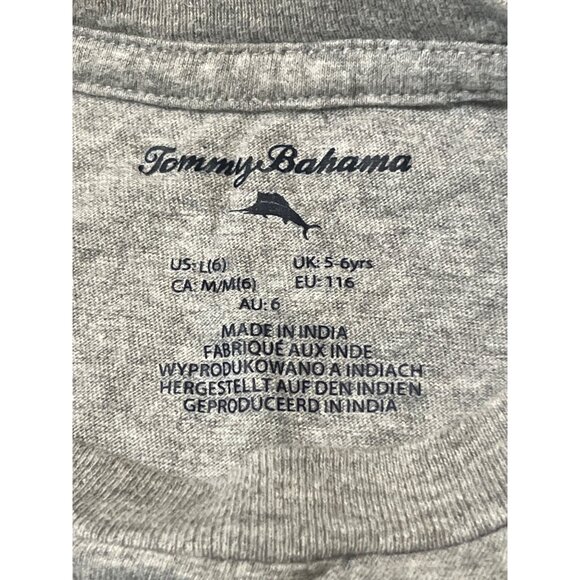 Tommy Bahama
US: L(6) UK: 5-6yrs
CA: M/M(6) EU: 116
AU: 6
MADE IN INDIA
FABRIQUÉ AUX INDE
WYPRODUKOWANO A INDIACH
HERGESTELLT AUF DEN INDIEN
GEPRODUCEERD IN INDIA